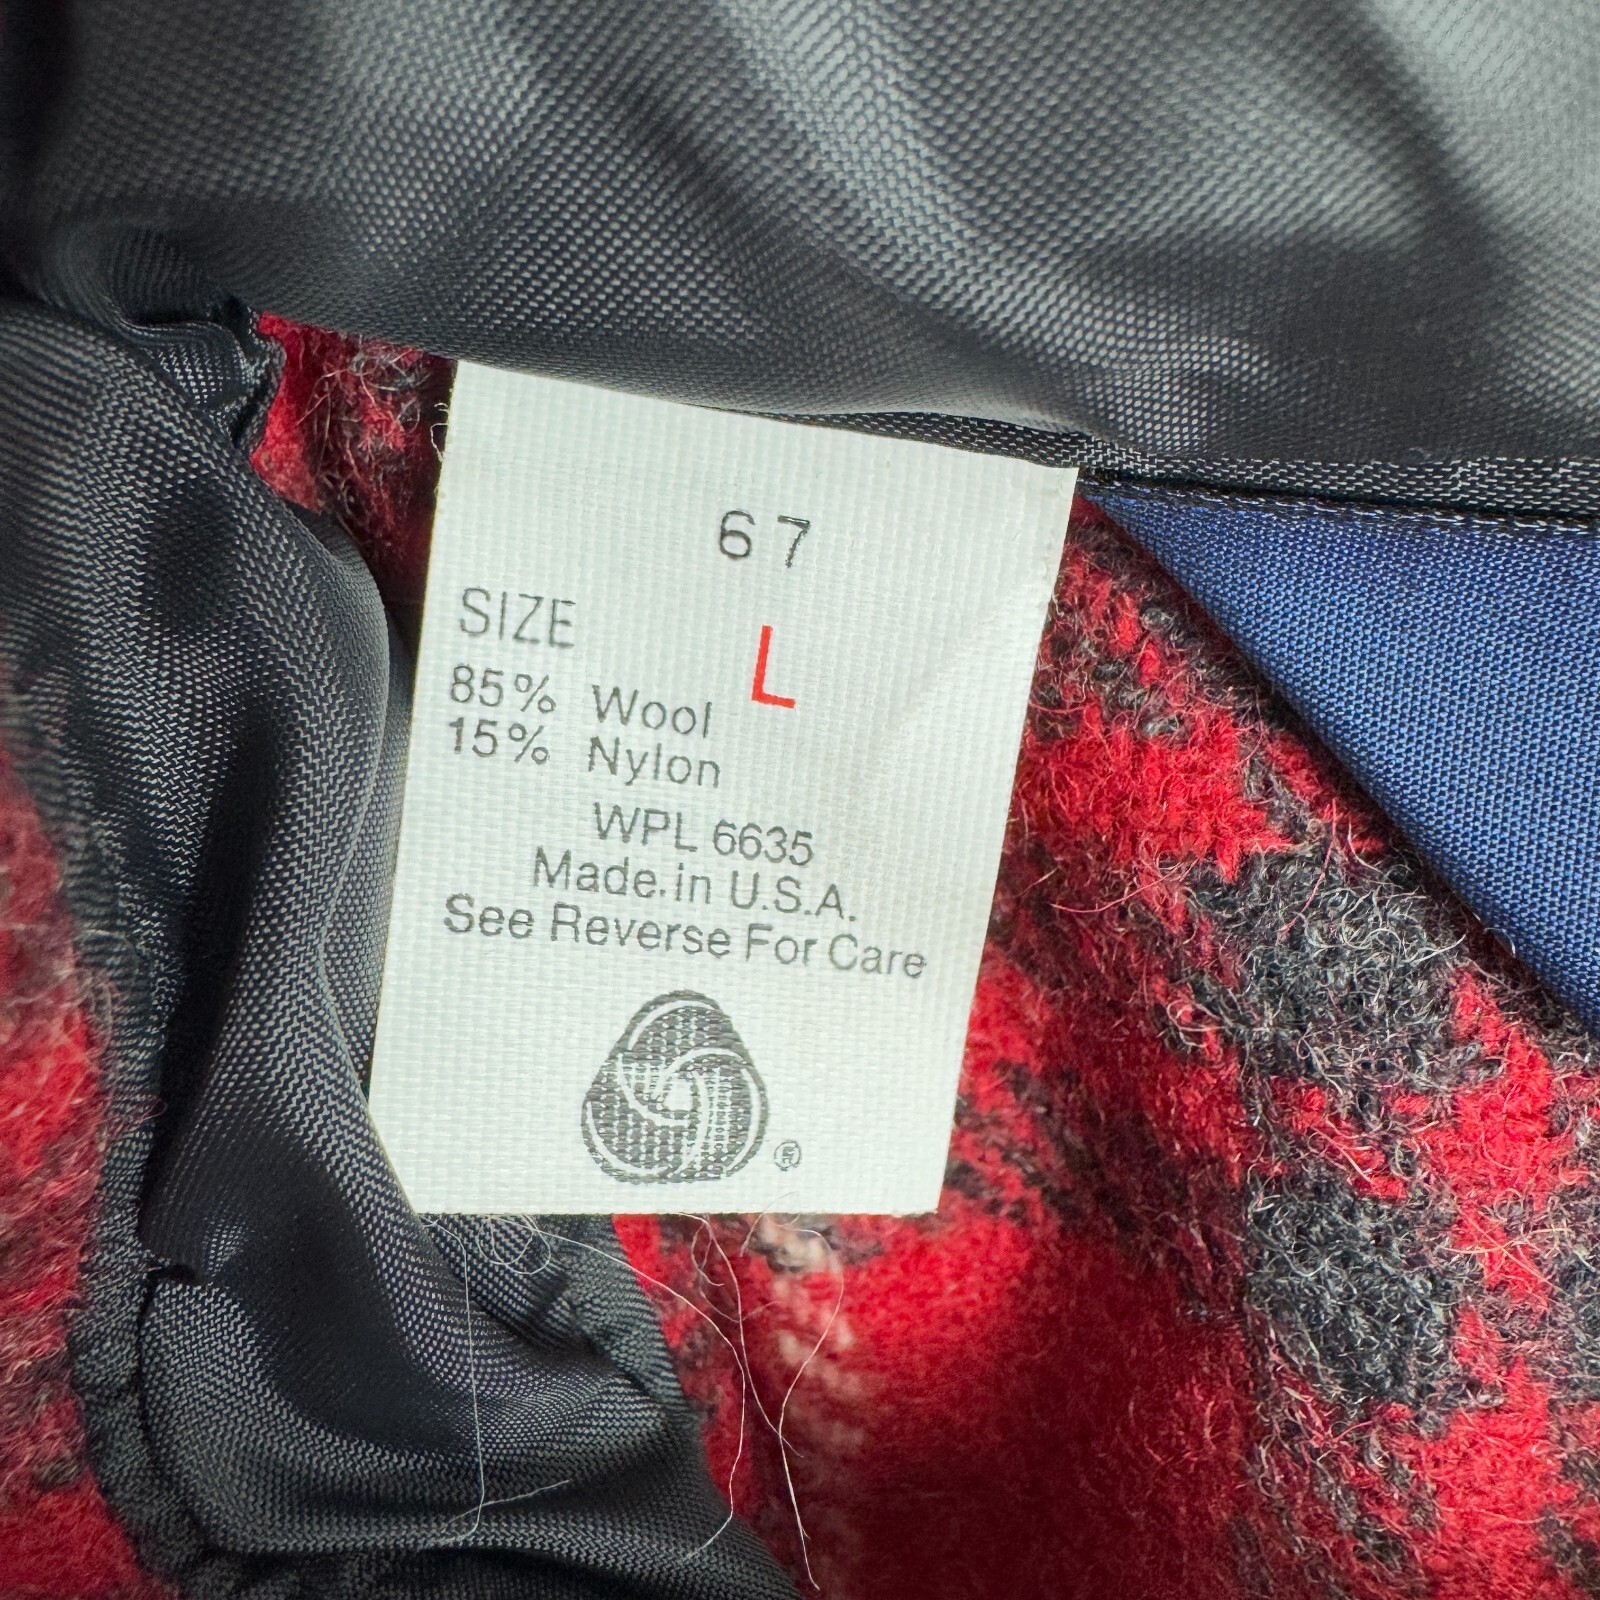 67
SIZE L
85% Wool
15% Nylon
WPL 6635
Made.in U.S.A.
See Reverse For Care
®